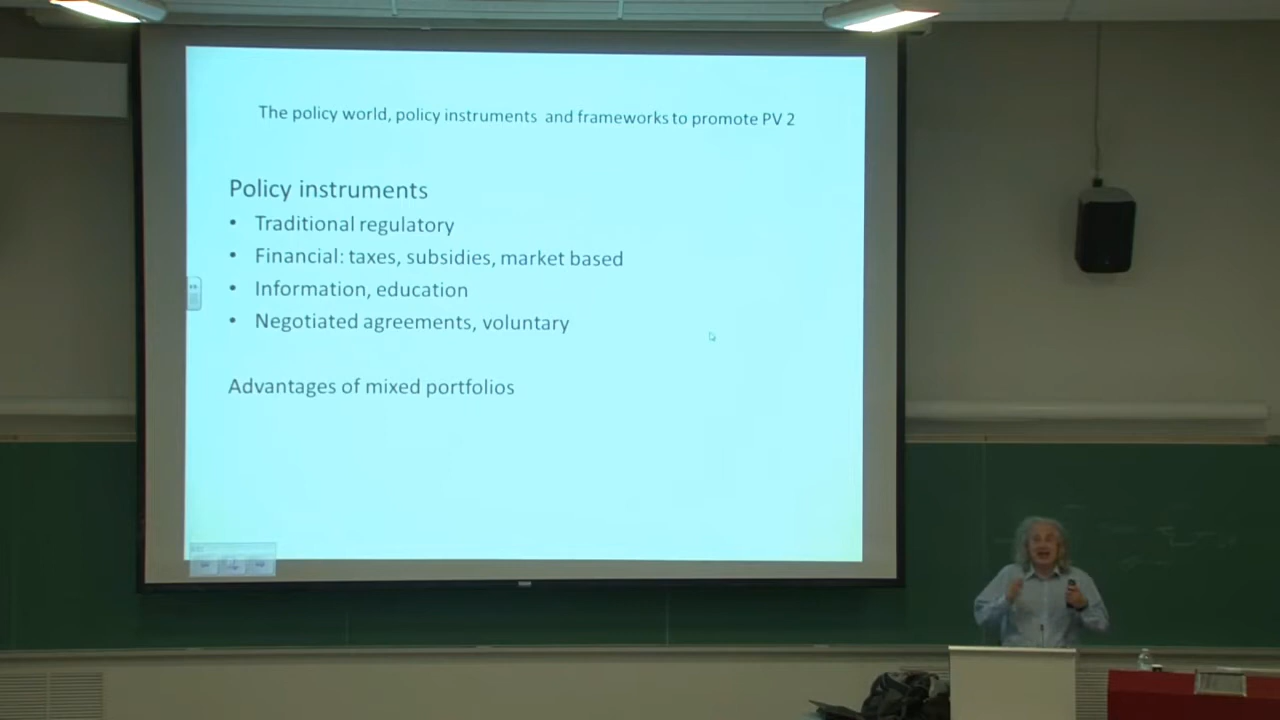 The policy world, policy instruments and frameworks to promote PV 2
Policy instruments
• Traditional regulatory
• Financial: taxes, subsidies, market based
• Information, education
• Negotiated agreements, voluntary
Advantages of mixed portfolios